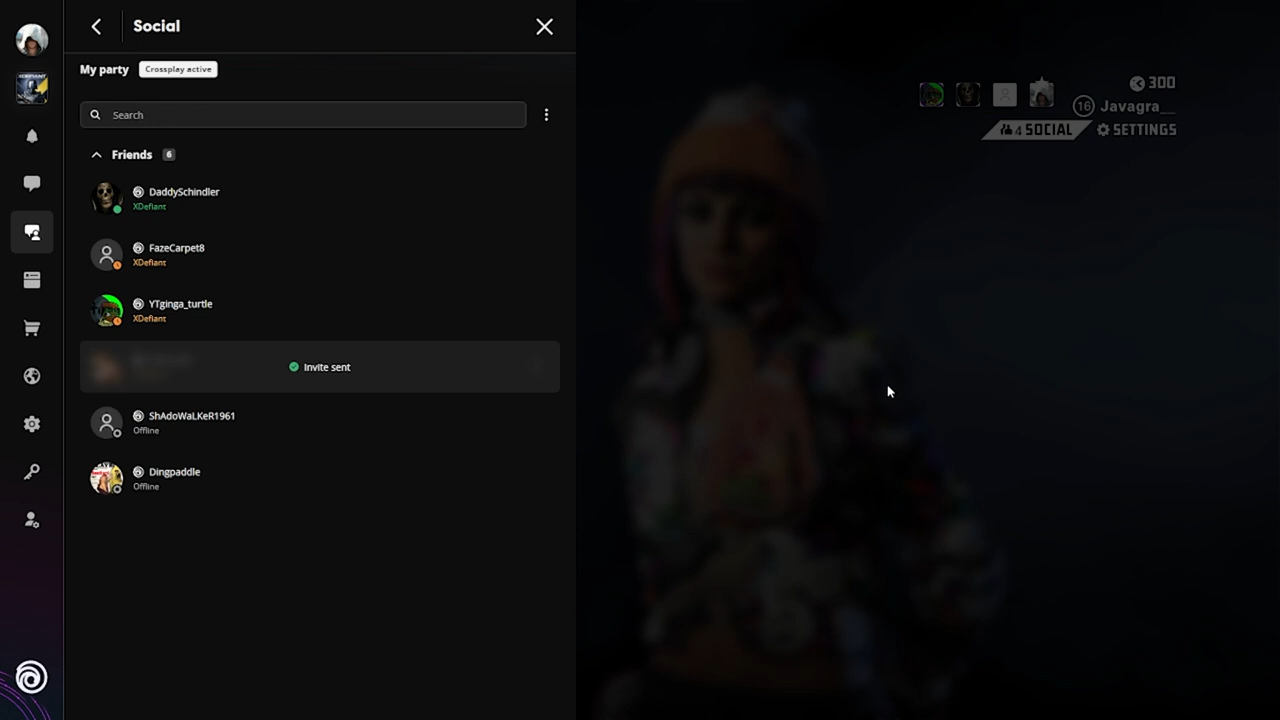 Social
My party Crossplay active
Search
Friends 6
DaddySchindler
XDefiant
FazeCarpet8
XDefiant
YTginga_turtle
XDefiant
Invite sent
ShAdoWaLKeR1961
Offline
Dingpaddle
Offline
300
16 Javagra__
4 SOCIAL SETTINGS